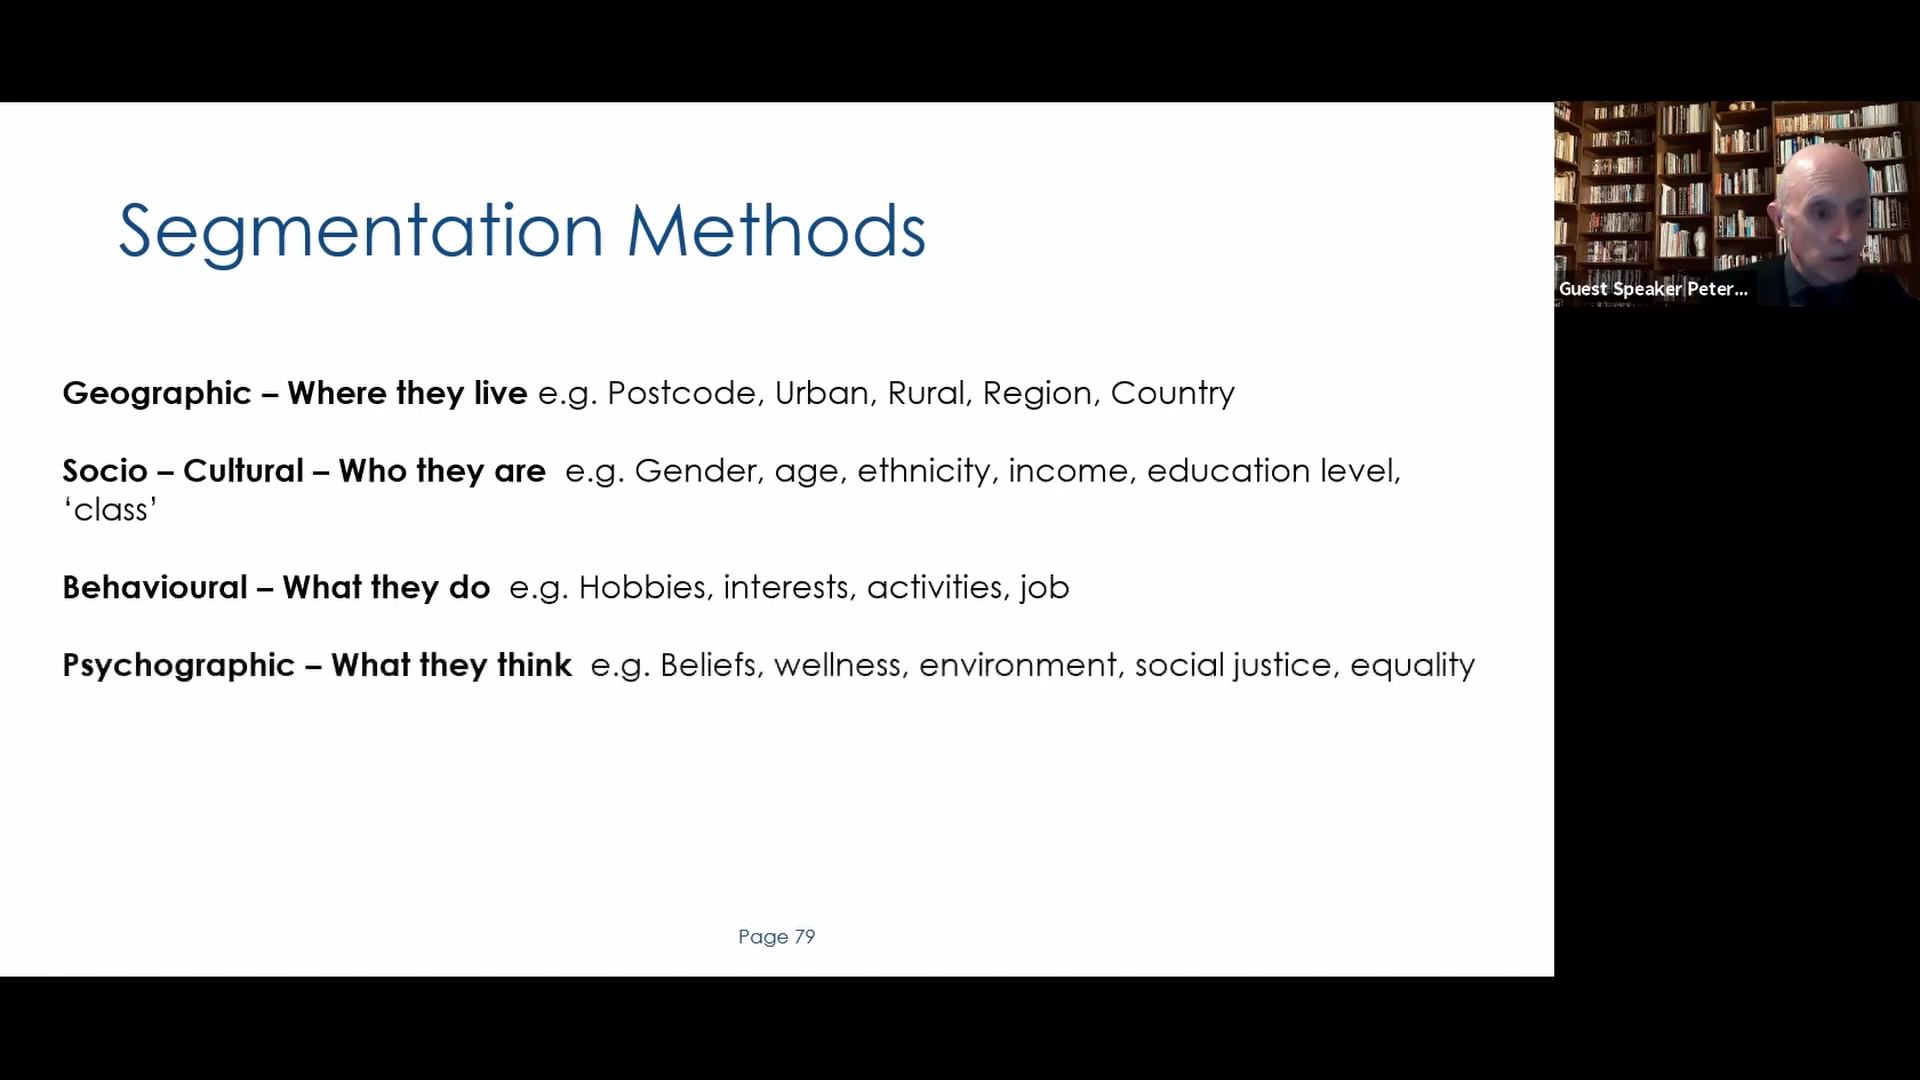 Segmentation Methods
Geographic – Where they live e.g. Postcode, Urban, Rural, Region, Country
Socio – Cultural – Who they are e.g. Gender, age, ethnicity, income, education level,
‘class’
Behavioural – What they do e.g. Hobbies, interests, activities, job
Psychographic – What they think e.g. Beliefs, wellness, environment, social justice, equality
Page 79
Guest Speaker Peter...